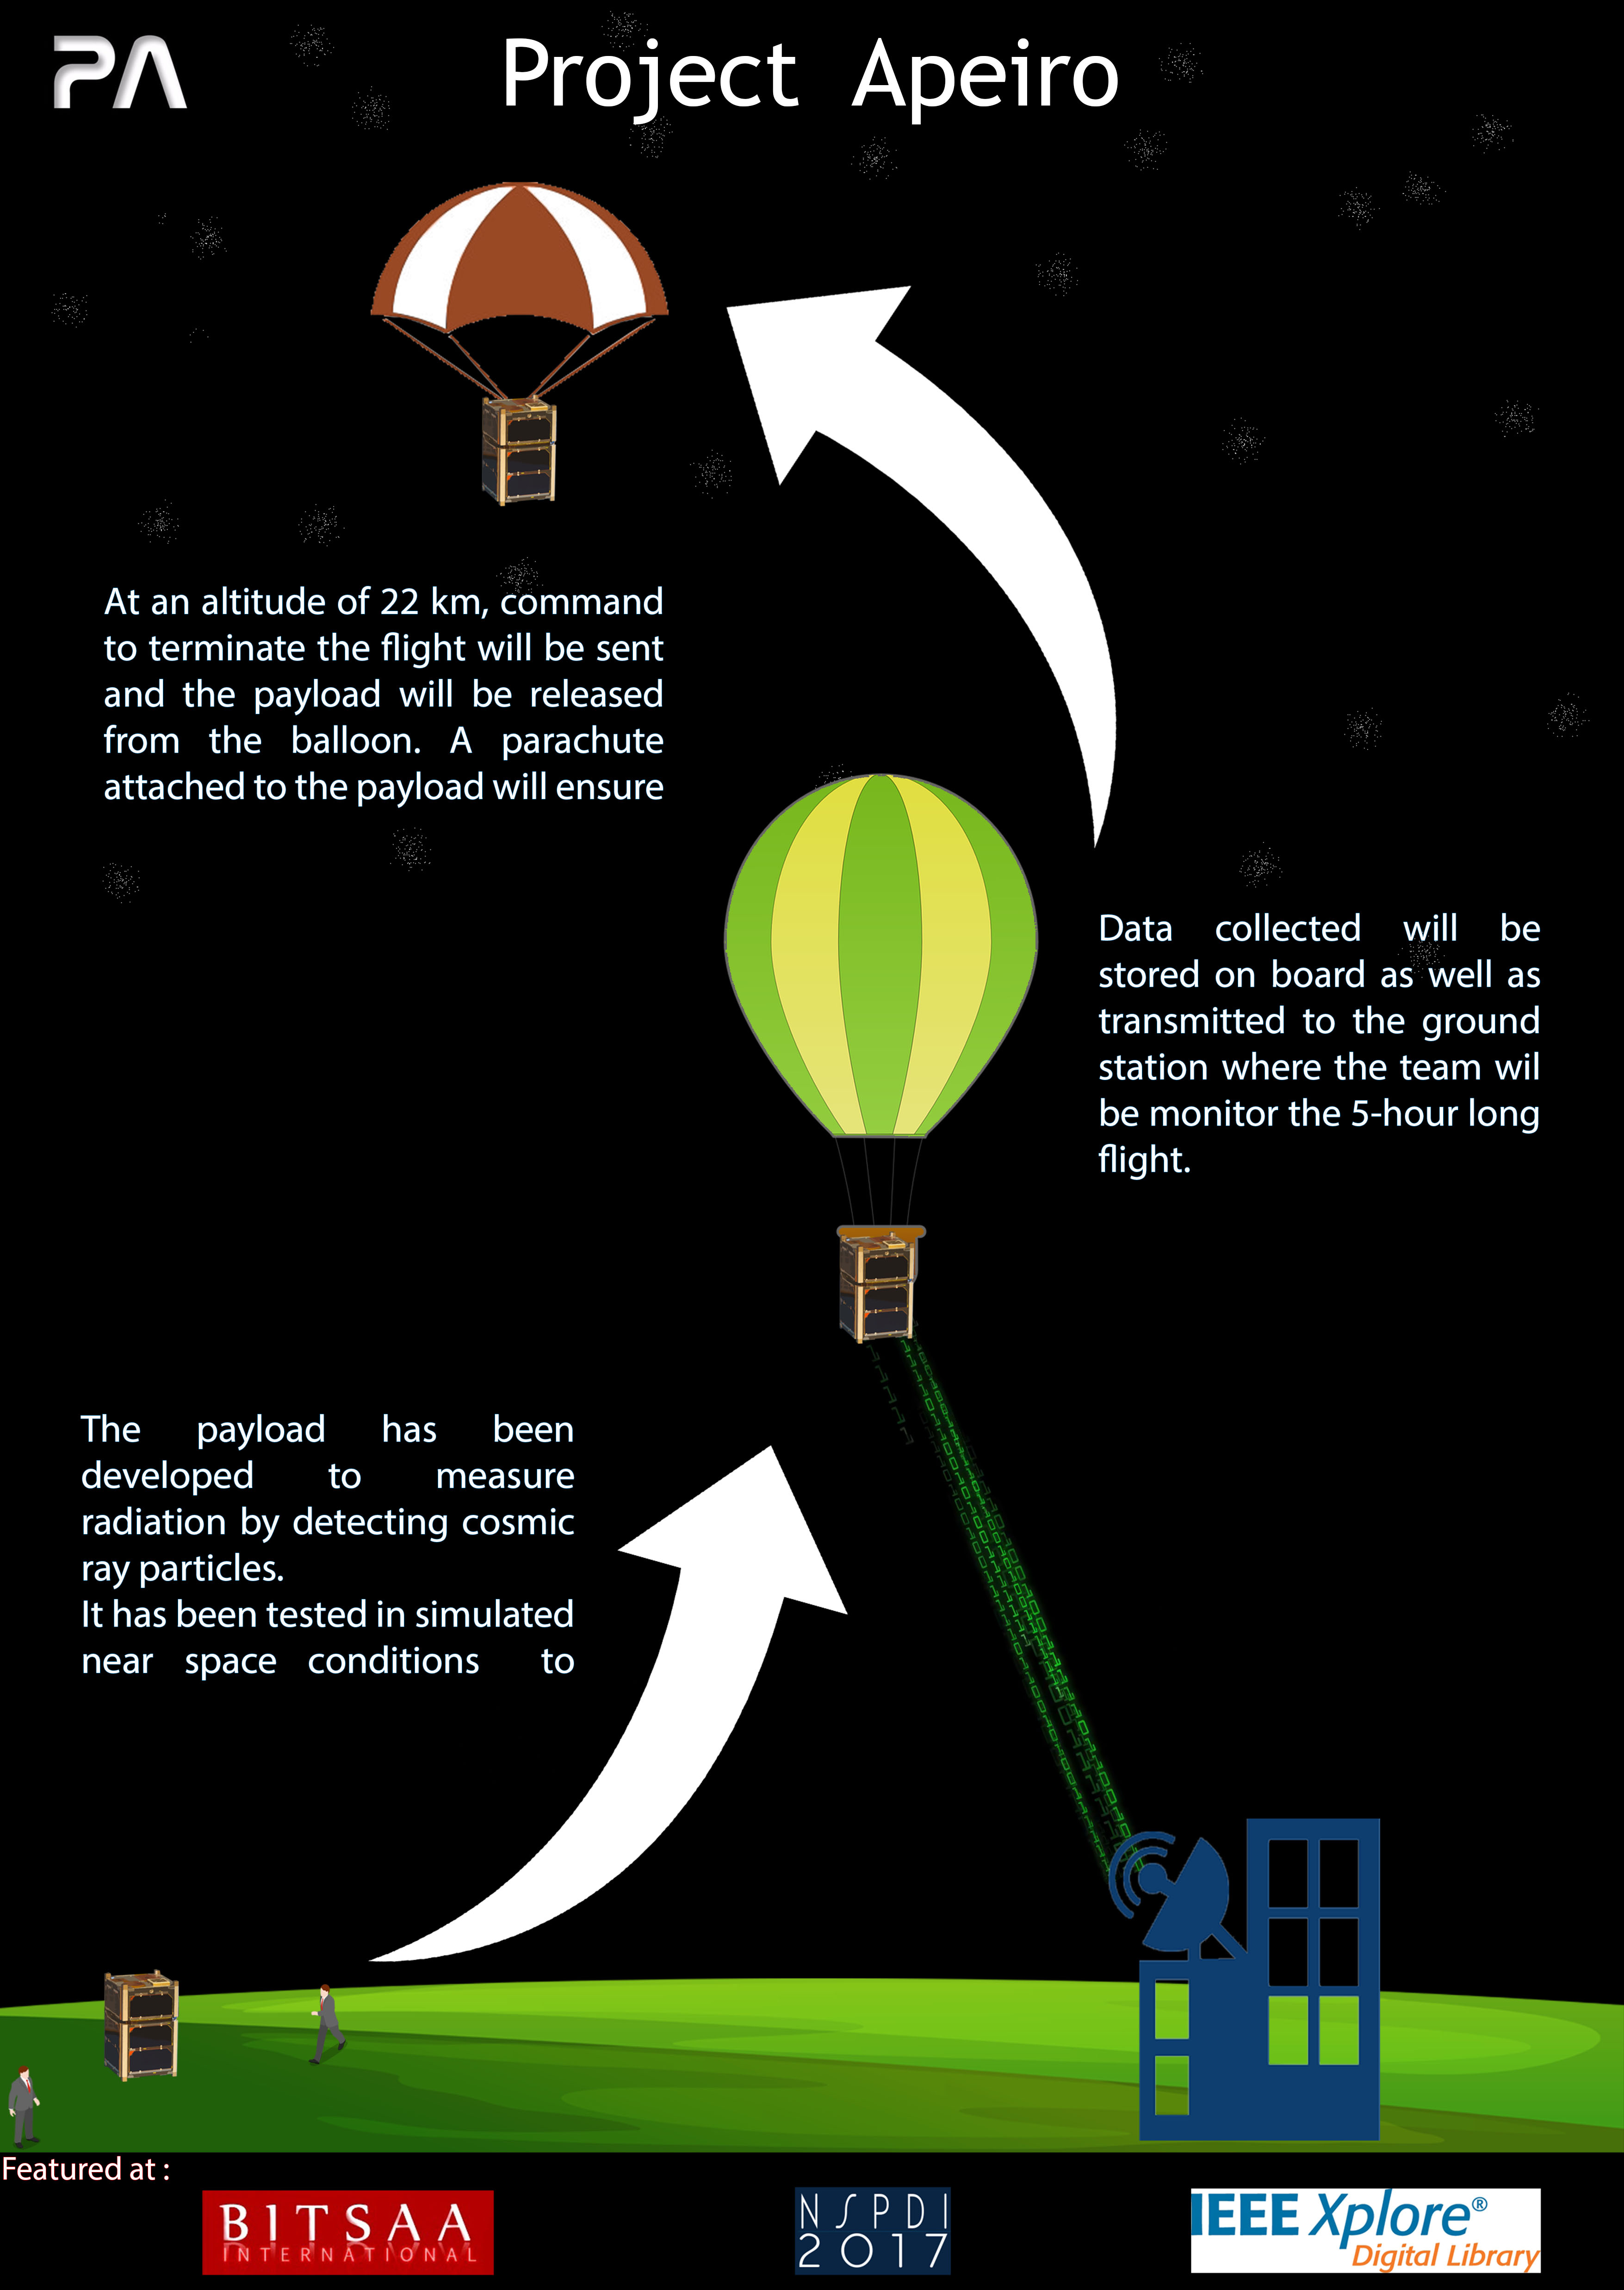 PA
Project Apeiro
At an altitude of 22 km, command
to terminate the flight will be sent
and the payload will be released
from the balloon. A parachute
attached to the payload will ensure
Data collected will be
stored on board as well as
transmitted to the ground
station where the team wil
be monitor the 5-hour long
flight.
The payload has been
developed to measure
radiation by detecting cosmic
ray particles.
It has been tested in simulated
near space conditions to
Featured at :
BITSAA
INTERNATIONAL
NSPDI
2017
IEEE Xplore®
Digital Library